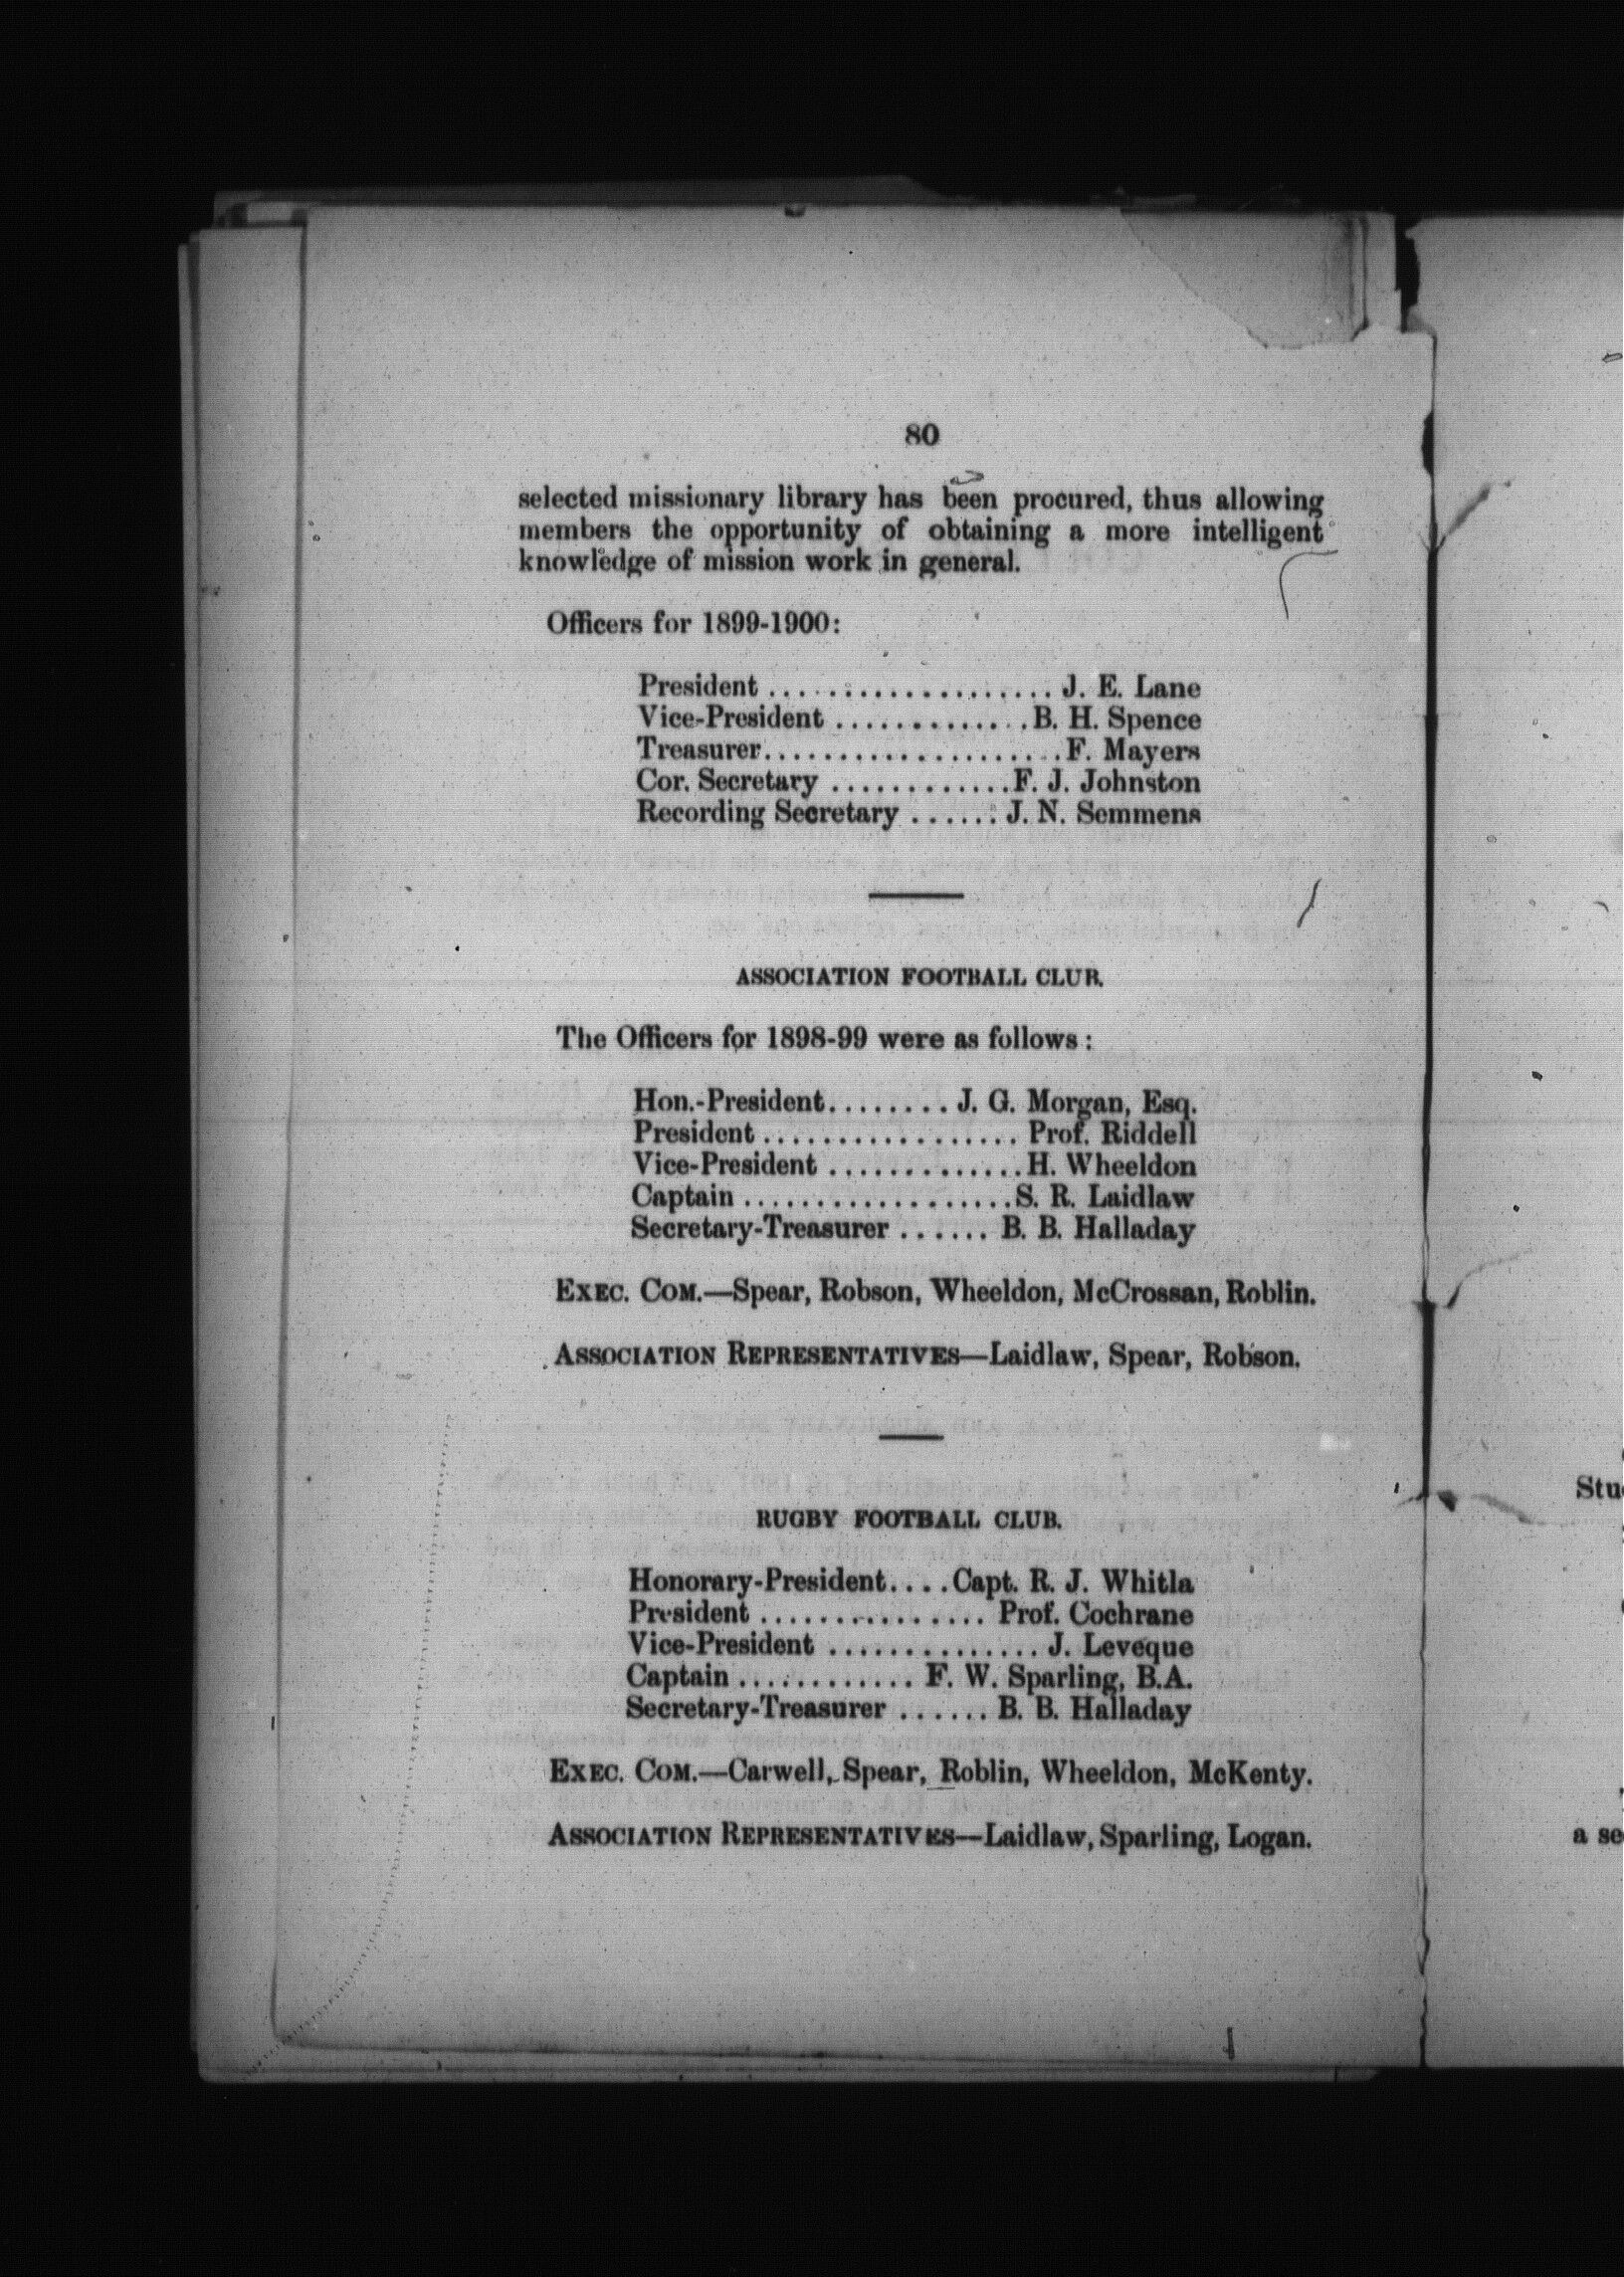 80
selected missionary library has been procured, thus allowing
members the opportunity of obtaining a more intelligent
knowledge of mission work in general.
Officers for 1899-1900:
President ................... J. E. Lane
Vice-President .............B. H. Spence
Treasurer....................F. Mayers
Cor. Secretary ............F. J. Johnston
Recording Secretary ...... J. N. Semmens
ASSOCIATION FOOTBALL CLUB.
The Officers for 1898-99 were as follows:
Hon.-President........ J. G. Morgan, Esq.
President ................. Prof. Riddell
Vice-President .............H. Wheeldon
Captain ..................S. R. Laidlaw
Secretary-Treasurer ...... B. B. Halladay
EXEC. COM.—Spear, Robson, Wheeldon, McCrossan, Roblin.
ASSOCIATION REPRESENTATIVES—Laidlaw, Spear, Robson.
RUGBY FOOTBALL CLUB.
Honorary-President....Capt. R. J. Whitla
President ............... Prof. Cochrane
Vice-President .............. J. Leveque
Captain ............ F. W. Sparling, B.A.
Secretary-Treasurer ...... B. B. Halladay
EXEC. COM.—Carwell, Spear, Roblin, Wheeldon, McKenty.
ASSOCIATION REPRESENTATIVES—Laidlaw, Sparling, Logan.
Stu
a se